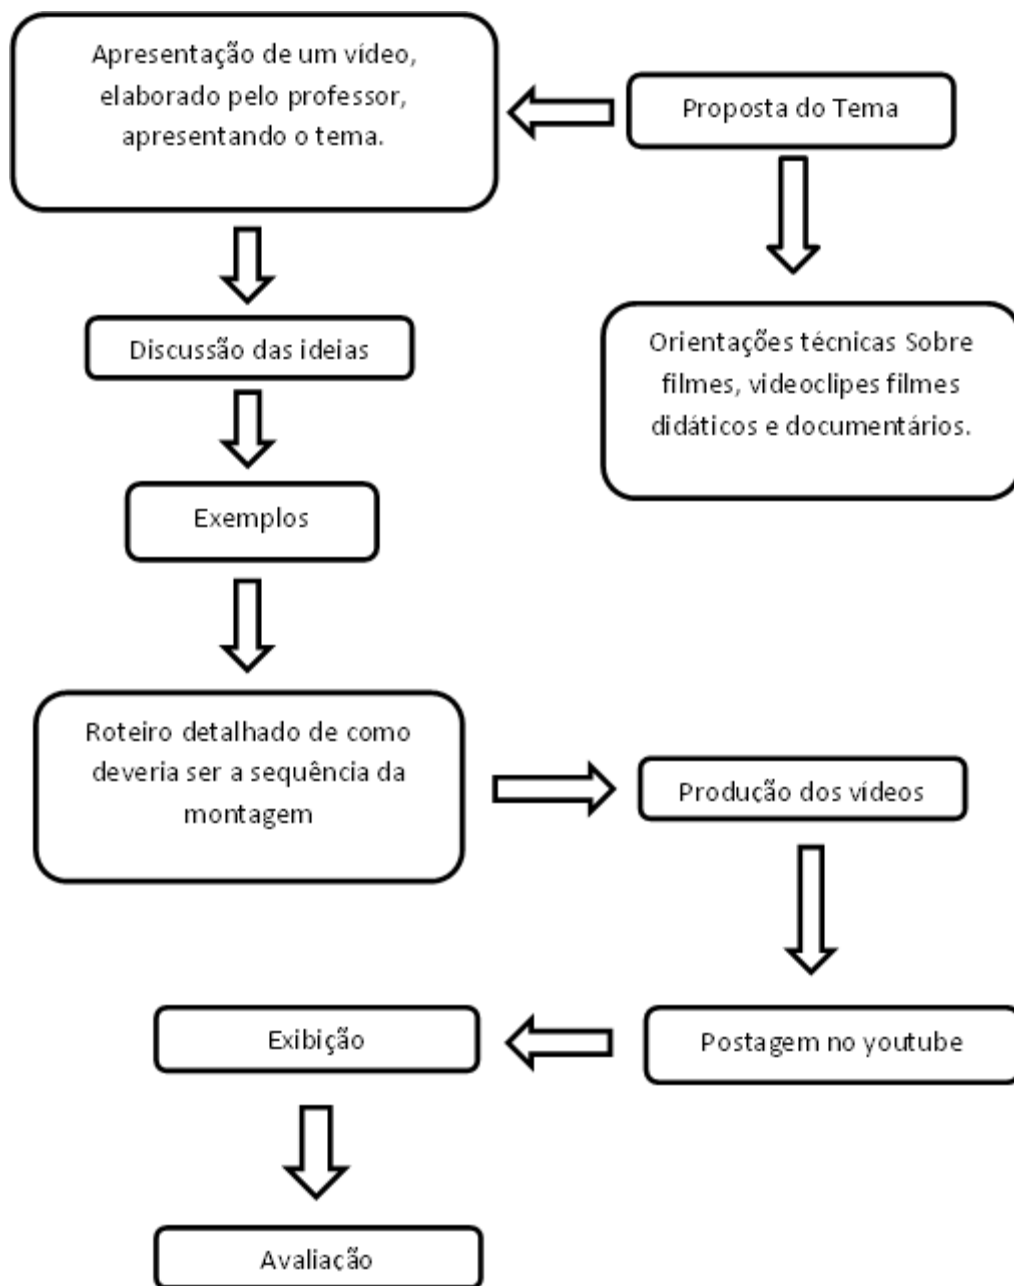 Apresentação de um vídeo,
elaborado pelo professor,
apresentando o tema.
Proposta do Tema
Discussão das ideias
Orientações técnicas Sobre
filmes, videoclipes filmes
didáticos e documentários.
Exemplos
Roteiro detalhado de como
deveria ser a sequência da
montagem
Produção dos vídeos
Exibição
Postagem no youtube
Avaliação